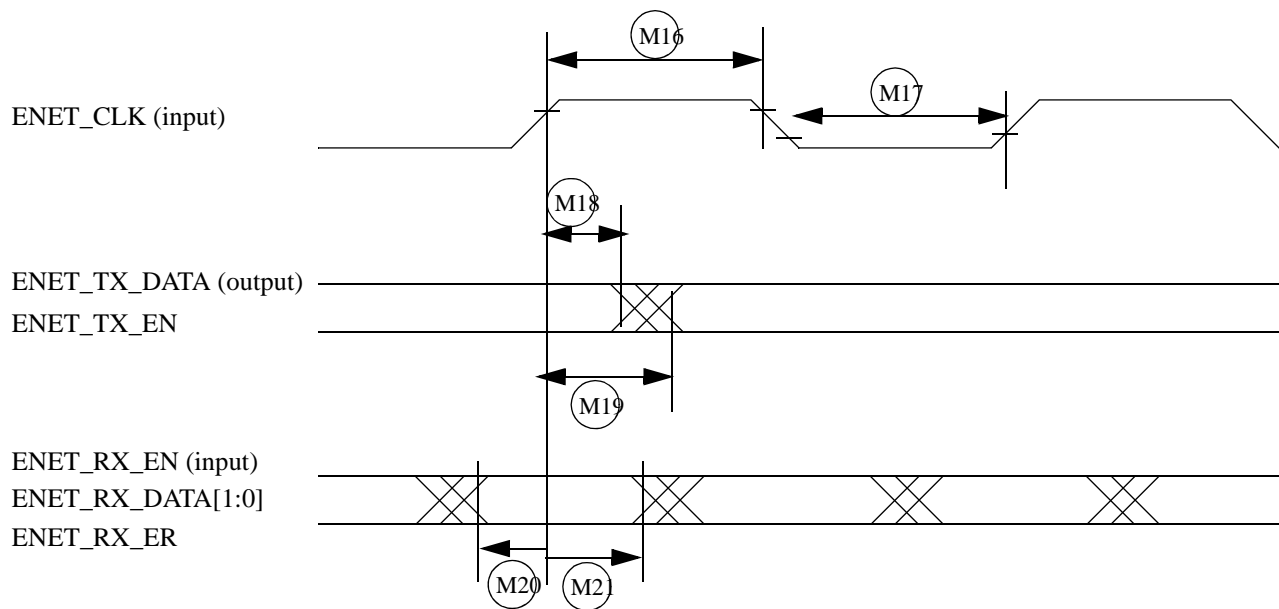 M16
ENET_CLK (input)
M17
M18
ENET_TX_DATA (output)
ENET_TX_EN
M19
ENET_RX_EN (input)
ENET_RX_DATA[1:0]
ENET_RX_ER
M20
M21